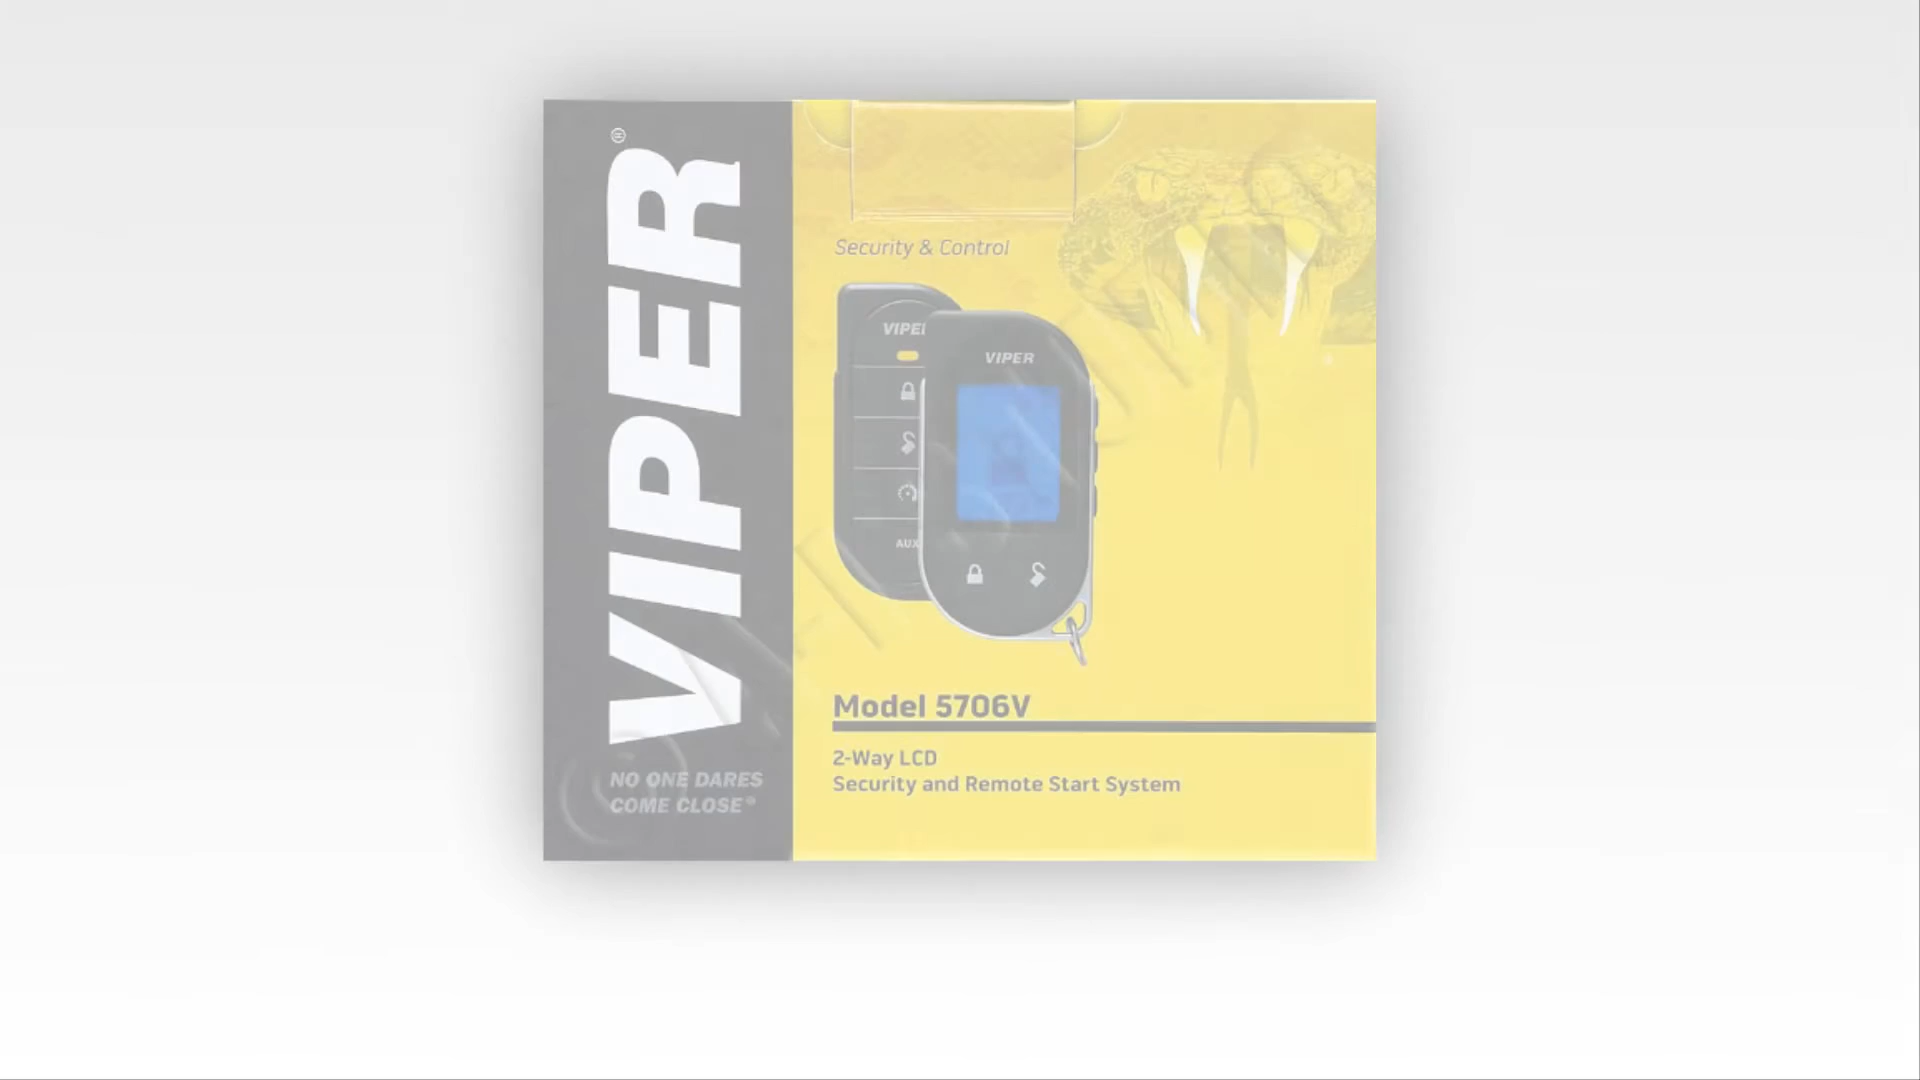 VIPER®
NO ONE DARES
COME CLOSE®
Security & Control
VIPER
AUX
VIPER
Model 5706V
2-Way LCD
Security and Remote Start System